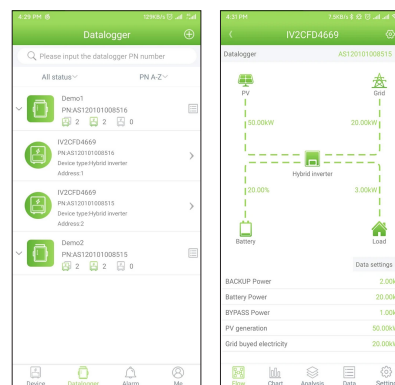 4:29 PM
129KB/s
Datalogger
Please input the datalogger PN number
All status
PN A-Z
Demo1
PN:AS120101008516
2 2 0
IV2CFD4669
PN:AS120101008516
Device type:Hybrid inverter
Address:1
IV2CFD4669
PN:AS120101008515
Device type:Hybrid inverter
Address:2
Demo2
PN:AS120101008515
2 2 0
Device Datalogger Alarm Me
4:31 PM
IV2CFD4669
Datalogger AS120101008515
PV Grid
50.00kW 20.00kW
Hybrid inverter
20.00% 3.00kW
Battery Load
Data settings
BACKUP Power 2.00k
Battery Power 20.00k
BYPASS Power 1.00k
PV generation 50.00k
Grid buyed electricity 20.00k
Flow Chart Analysis Data Setting